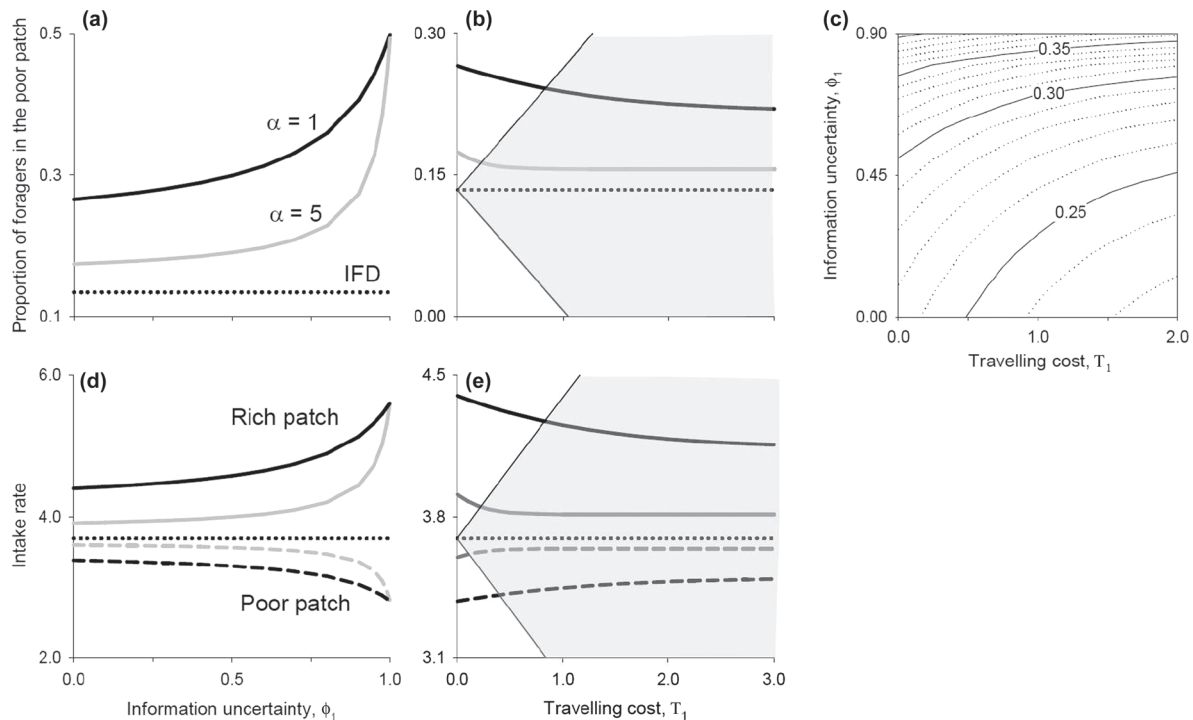 (a)
Proportion of foragers in the poor patch
0.5
0.3
0.1
α = 1
α = 5
IFD
(b)
0.30
0.15
0.00
(c)
Information uncertainty, ϕ1
0.90
0.45
0.00
0.35
0.30
0.25
0.0
1.0
2.0
Travelling cost, T1
(d)
Intake rate
6.0
4.0
2.0
Rich patch
Poor patch
0.0
0.5
1.0
Information uncertainty, ϕ1
(e)
4.5
3.8
3.1
0.0
1.0
2.0
3.0
Travelling cost, T1